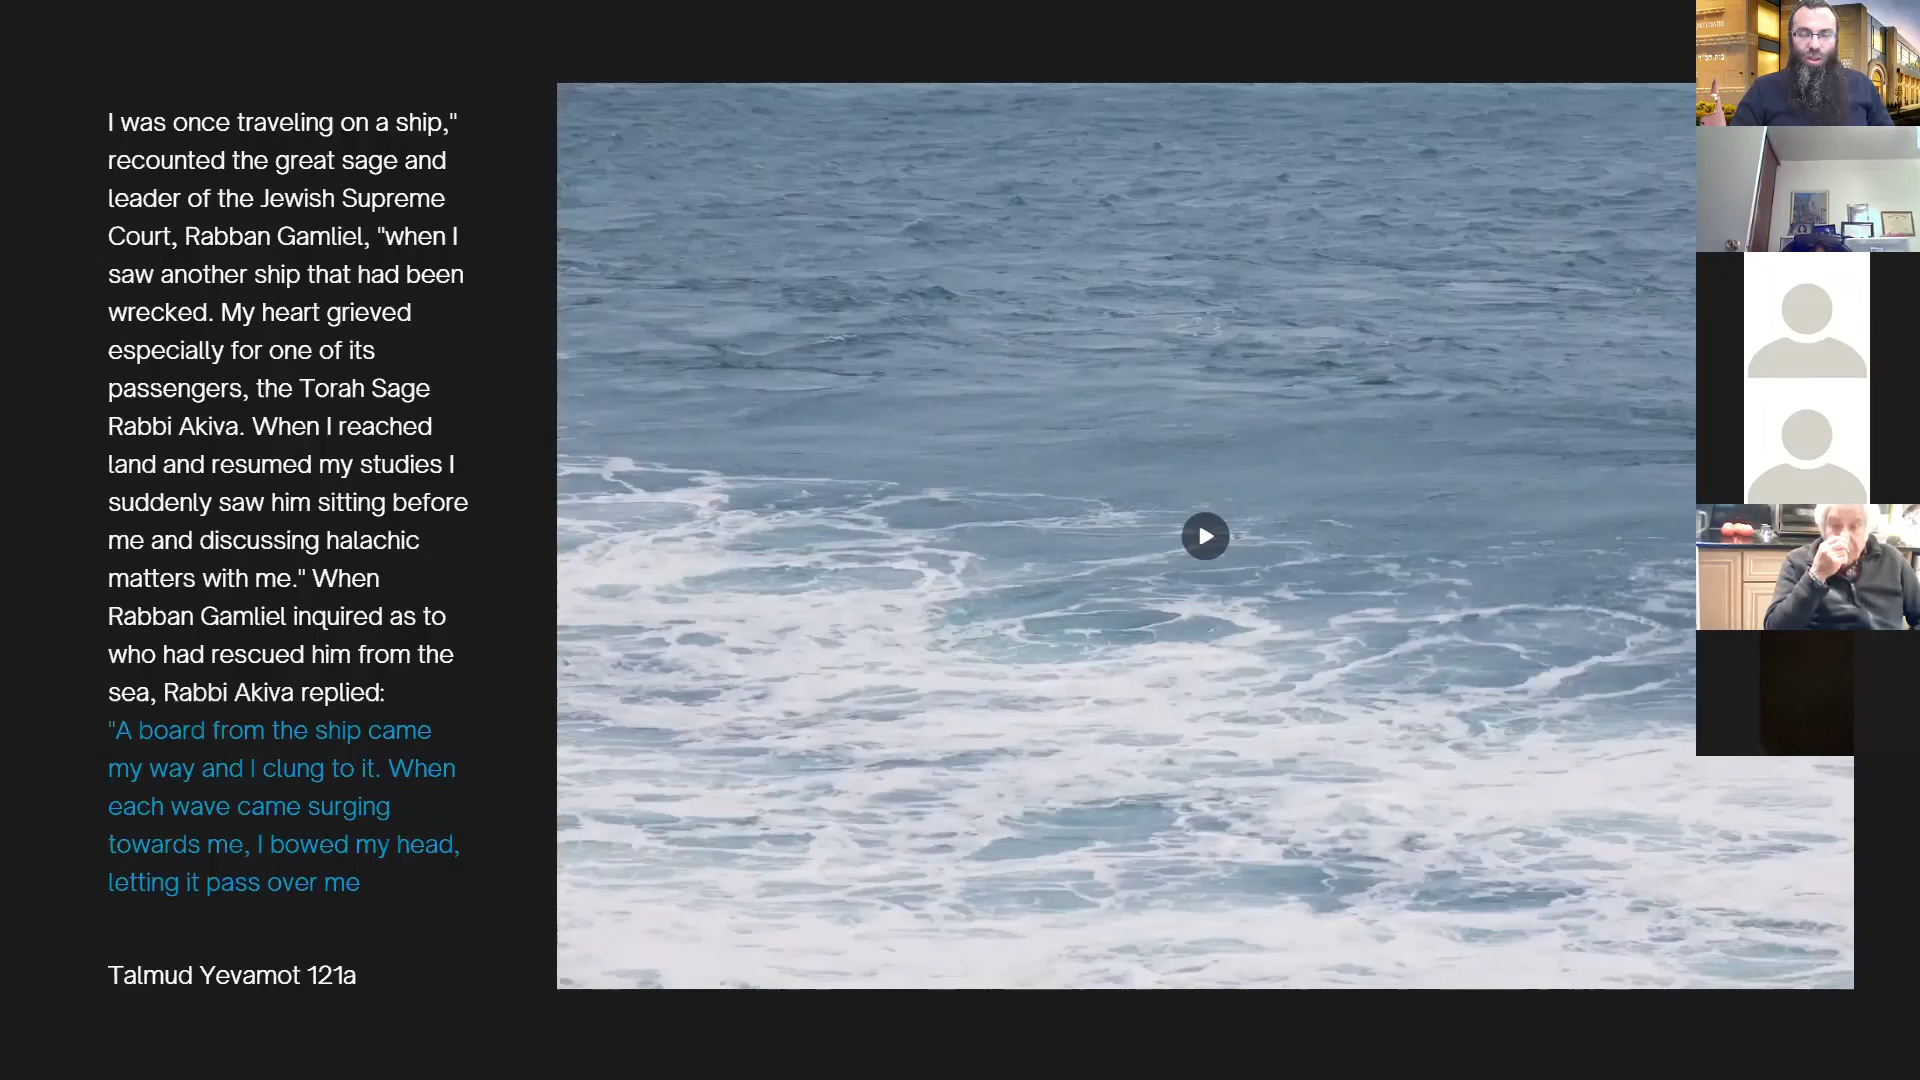 I was once traveling on a ship,"
recounted the great sage and
leader of the Jewish Supreme
Court, Rabban Gamliel, "when I
saw another ship that had been
wrecked. My heart grieved
especially for one of its
passengers, the Torah Sage
Rabbi Akiva. When I reached
land and resumed my studies I
suddenly saw him sitting before
me and discussing halachic
matters with me." When
Rabban Gamliel inquired as to
who had rescued him from the
sea, Rabbi Akiva replied:
"A board from the ship came
my way and I clung to it. When
each wave came surging
towards me, I bowed my head,
letting it pass over me
Talmud Yevamot 121a